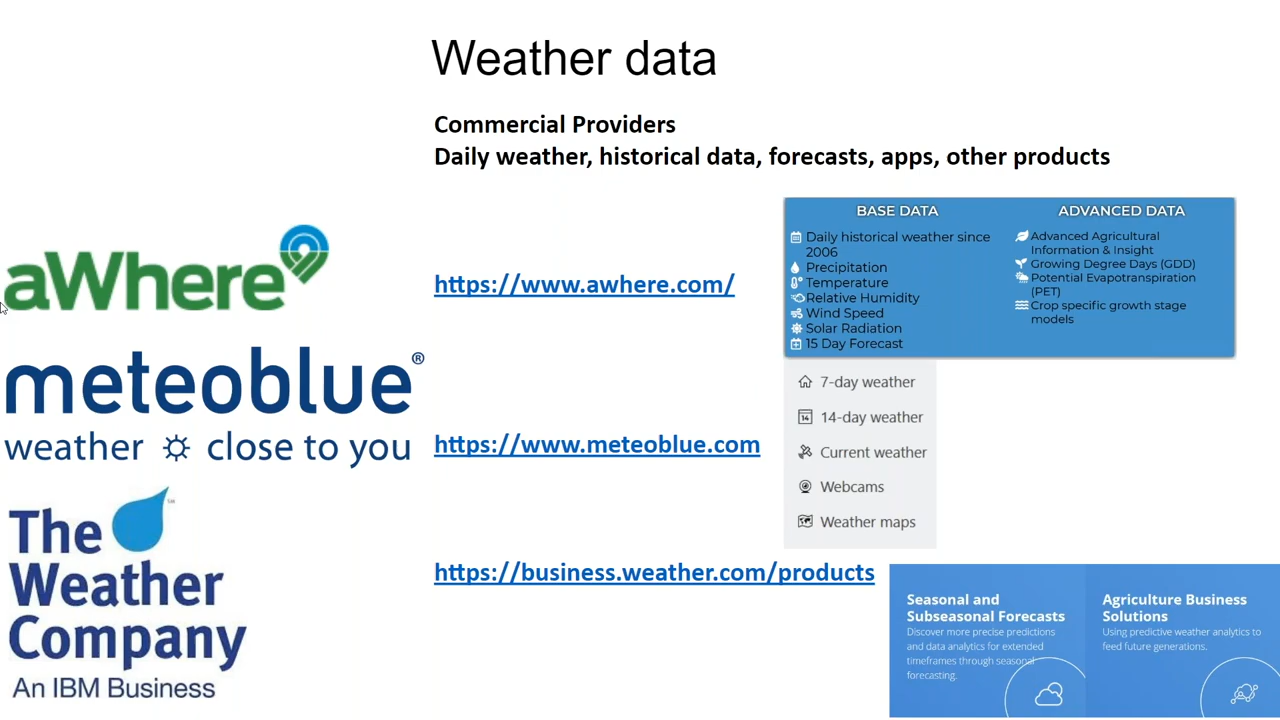 Weather data
Commercial Providers
Daily weather, historical data, forecasts, apps, other products
aWhere
https://www.awhere.com/
BASE DATA
Daily historical weather since
2006
Precipitation
Temperature
Relative Humidity
Wind Speed
Solar Radiation
15 Day Forecast
ADVANCED DATA
Advanced Agricultural
Information & Insight
Growing Degree Days (GDD)
Potential Evapotranspiration
(PET)
Crop specific growth stage
models
meteoblue®
weather close to you
https://www.meteoblue.com
7-day weather
14
14-day weather
Current weather
Webcams
Weather maps
The
Weather
Company
℠
An IBM Business
https://business.weather.com/products
Seasonal and
Subseasonal Forecasts
Discover more precise predictions
and data analytics for extended
timeframes through seasonal
forecasting.
Agriculture Business
Solutions
Using predictive weather analytics to
feed future generations.